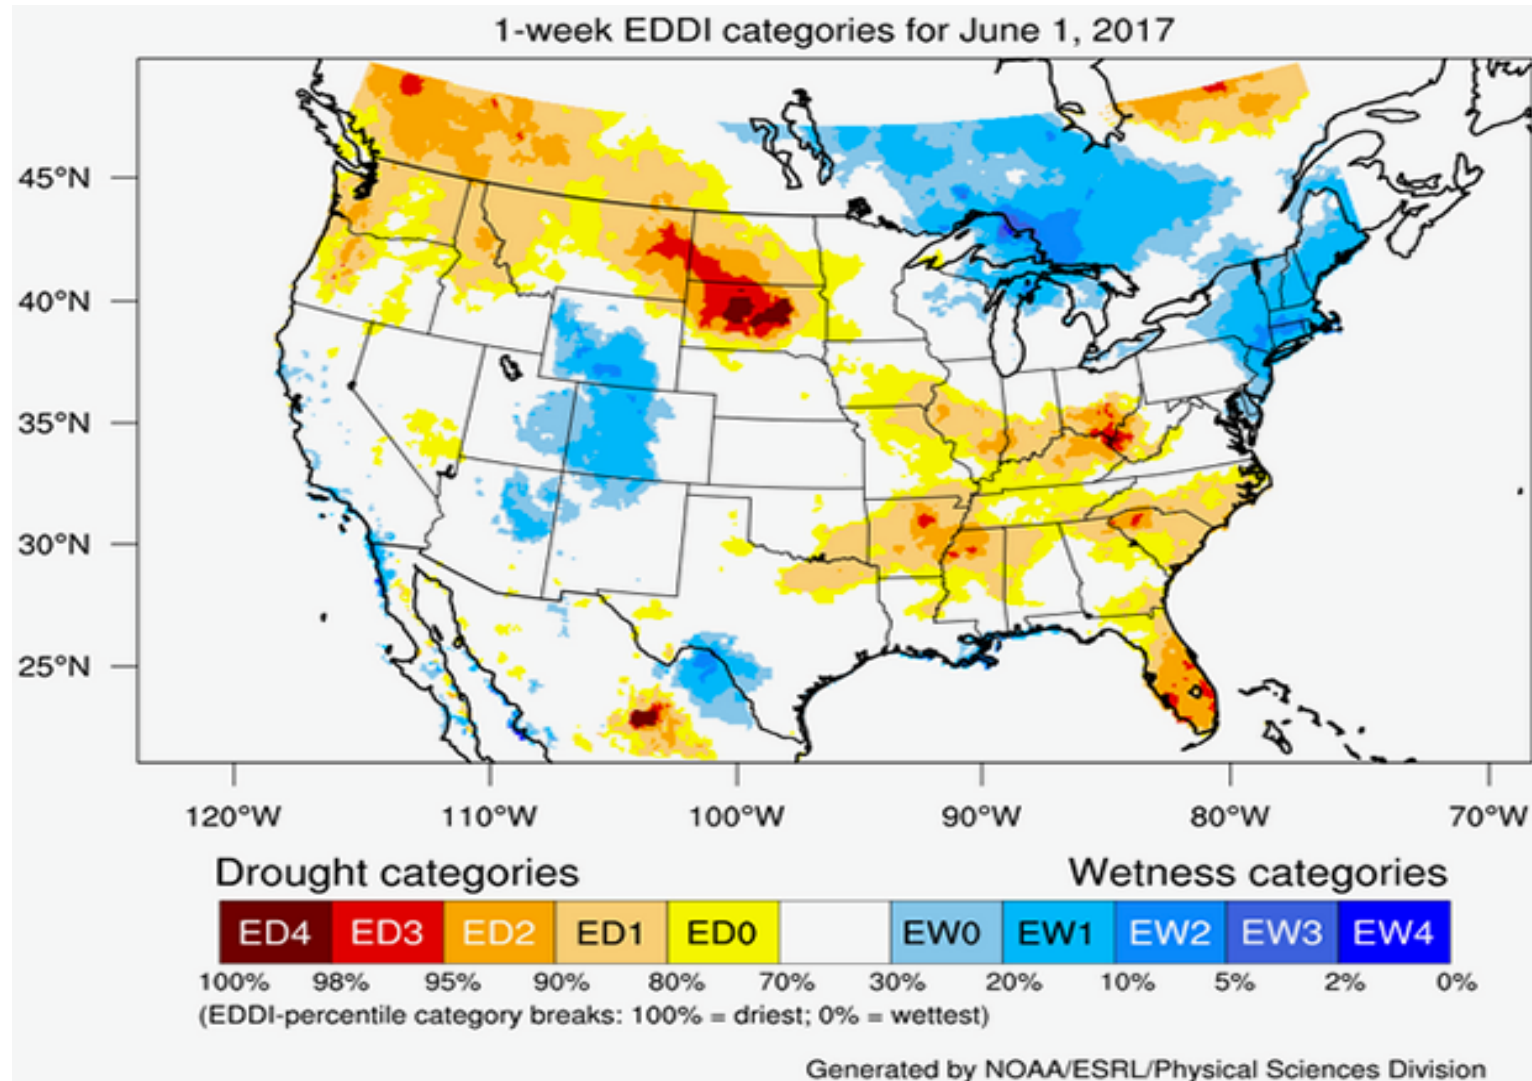 1-week EDDI categories for June 1, 2017
45°N
40°N
35°N
30°N
25°N
120°W 110°W 100°W 90°W 80°W 70°W
Drought categories Wetness categories
ED4 ED3 ED2 ED1 ED0 EW0 EW1 EW2 EW3 EW4
100% 98% 95% 90% 80% 70% 30% 20% 10% 5% 2% 0%
(EDDI-percentile category breaks: 100% = driest; 0% = wettest)
Generated by NOAA/ESRL/Physical Sciences Division